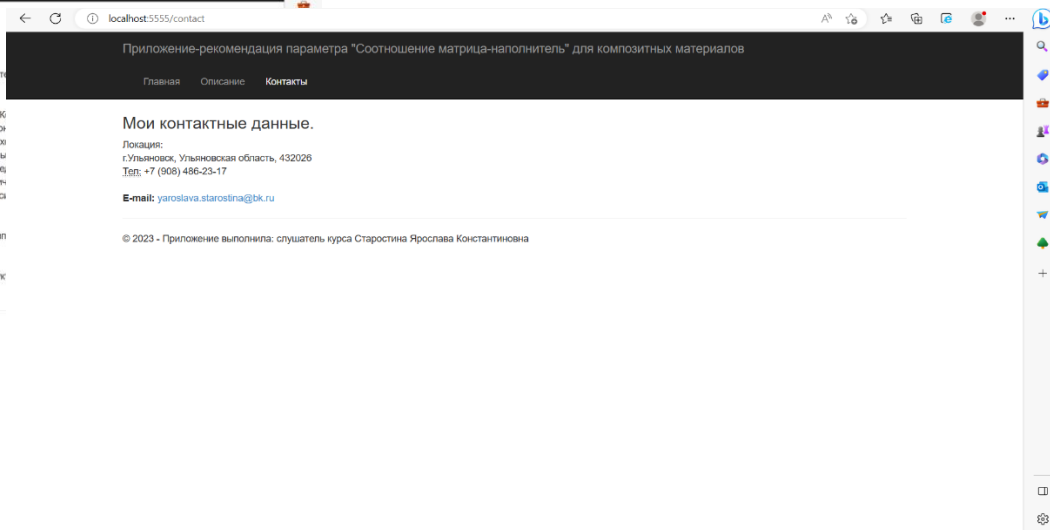 localhost:5555/contact
Приложение-рекомендация параметра "Соотношение матрица-наполнитель" для композитных материалов
Главная Описание Контакты
Мои контактные данные.
Локация:
г.Ульяновск, Ульяновская область, 432026
Тел: +7 (908) 486-23-17
E-mail: yaroslava.starostina@bk.ru
© 2023 - Приложение выполнила: слушатель курса Старостина Ярослава Константиновна